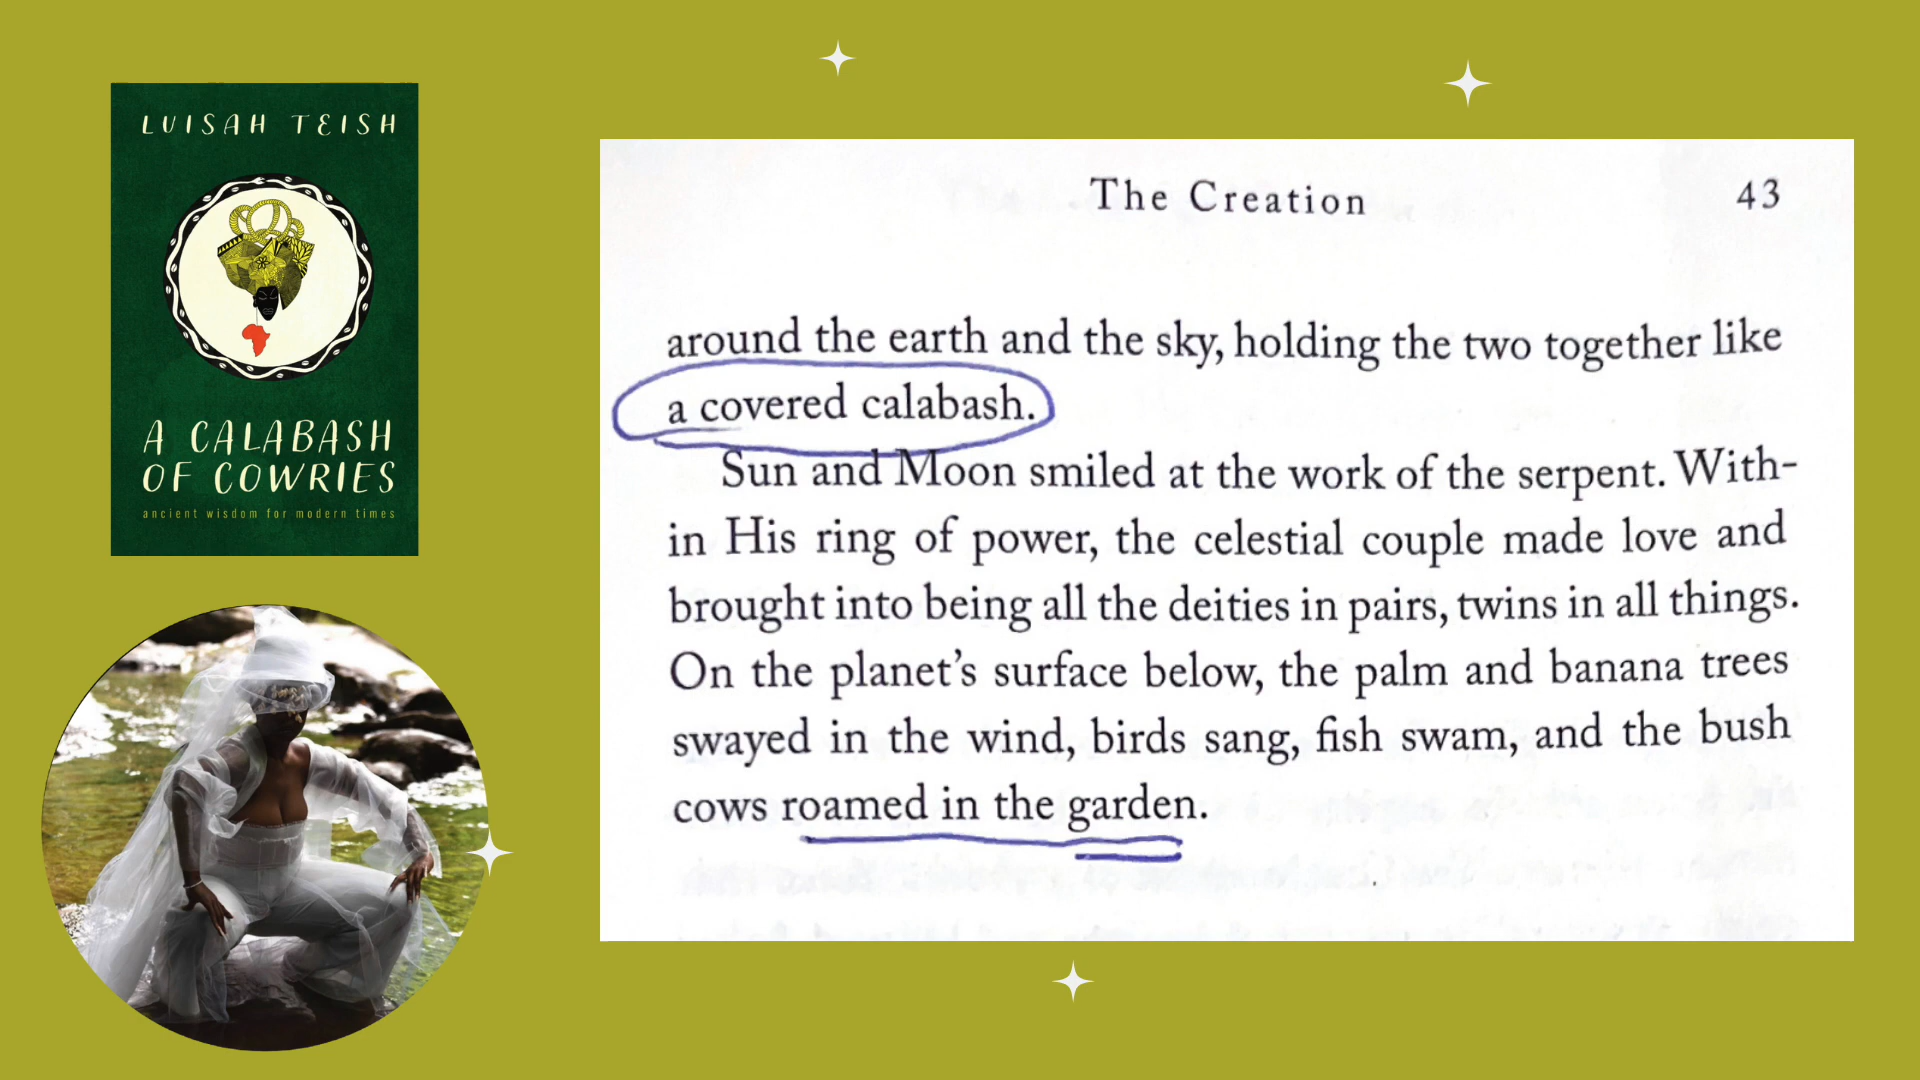 LUISAH TEISH
A CALABASH
OF COWRIES
ancient wisdom for modern times
The Creation 43
around the earth and the sky, holding the two together like
a covered calabash.
Sun and Moon smiled at the work of the serpent. With-
in His ring of power, the celestial couple made love and
brought into being all the deities in pairs, twins in all things.
On the planet’s surface below, the palm and banana trees
swayed in the wind, birds sang, fish swam, and the bush
cows roamed in the garden.